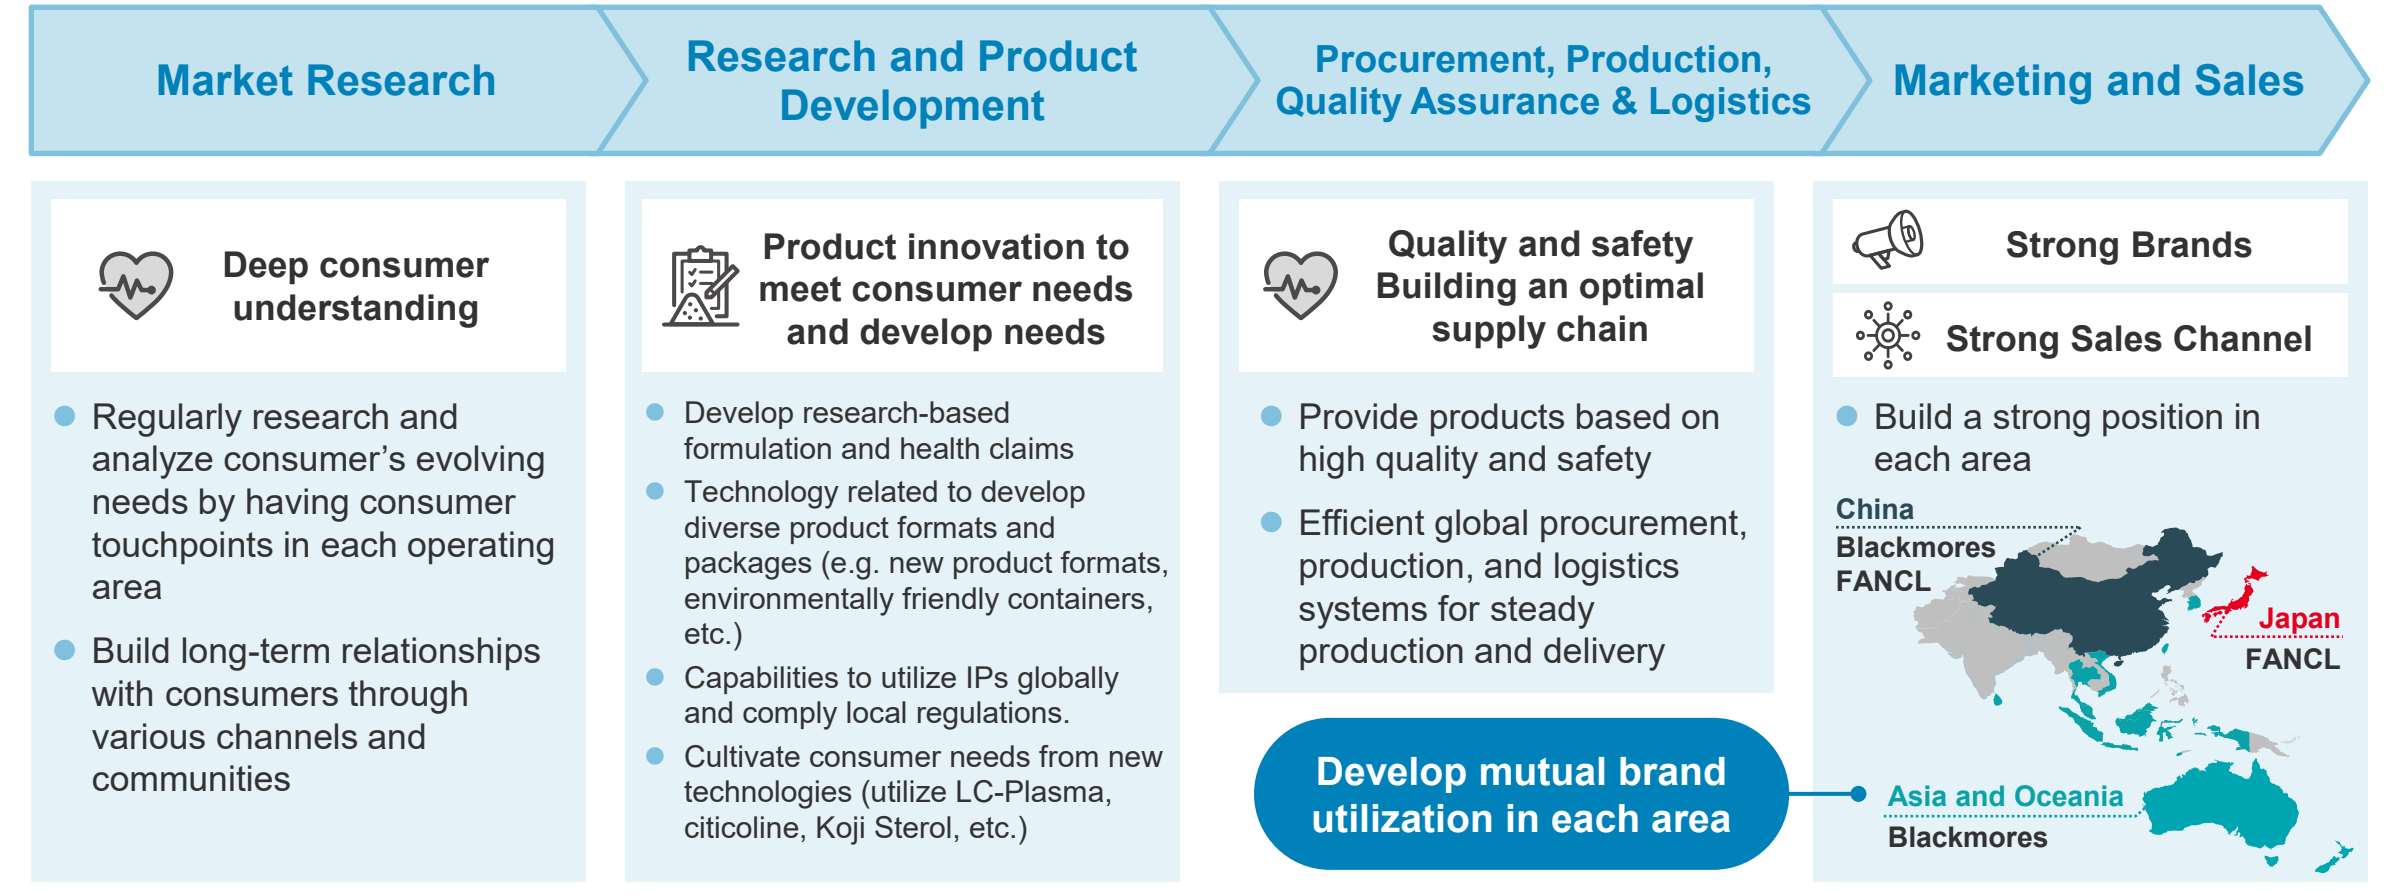 Market Research
Research and Product
Development
Procurement, Production,
Quality Assurance & Logistics
Marketing and Sales
Deep consumer
understanding
Regularly research and
analyze consumer’s evolving
needs by having consumer
touchpoints in each operating
area
Build long-term relationships
with consumers through
various channels and
communities
Product innovation to
meet consumer needs
and develop needs
Develop research-based
formulation and health claims
Technology related to develop
diverse product formats and
packages (e.g. new product formats,
environmentally friendly containers,
etc.)
Capabilities to utilize IPs globally
and comply local regulations.
Cultivate consumer needs from new
technologies (utilize LC-Plasma,
citicoline, Koji Sterol, etc.)
Quality and safety
Building an optimal
supply chain
Provide products based on
high quality and safety
Efficient global procurement,
production, and logistics
systems for steady
production and delivery
Develop mutual brand
utilization in each area
Strong Brands
Strong Sales Channel
Build a strong position in
each area
China
Blackmores
FANCL
Japan
FANCL
Asia and Oceania
Blackmores